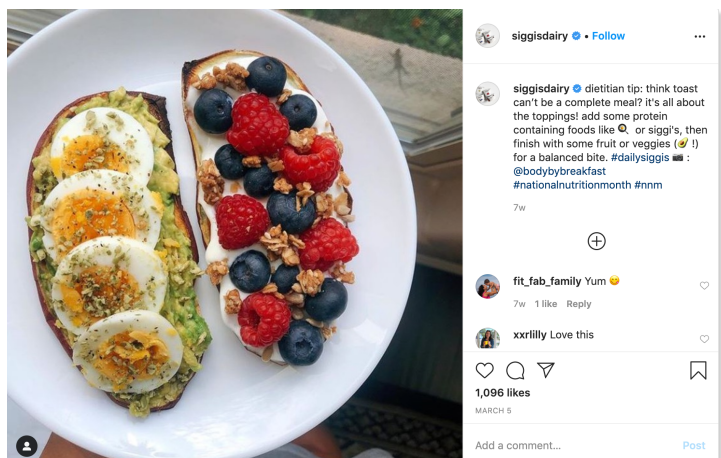 siggisdairy • Follow
siggisdairy dietitian tip: think toast
can't be a complete meal? it's all about
the toppings! add some protein
containing foods like 🍳 or siggi's, then
finish with some fruit or veggies (🥑 !)
for a balanced bite. #dailysiggis 📷 :
@bodybybreakfast
#nationalnutritionmonth #nnm
7w
fit_fab_family Yum 😋
7w 1 like Reply
xxrlilly Love this
1,096 likes
MARCH 5
Add a comment... Post